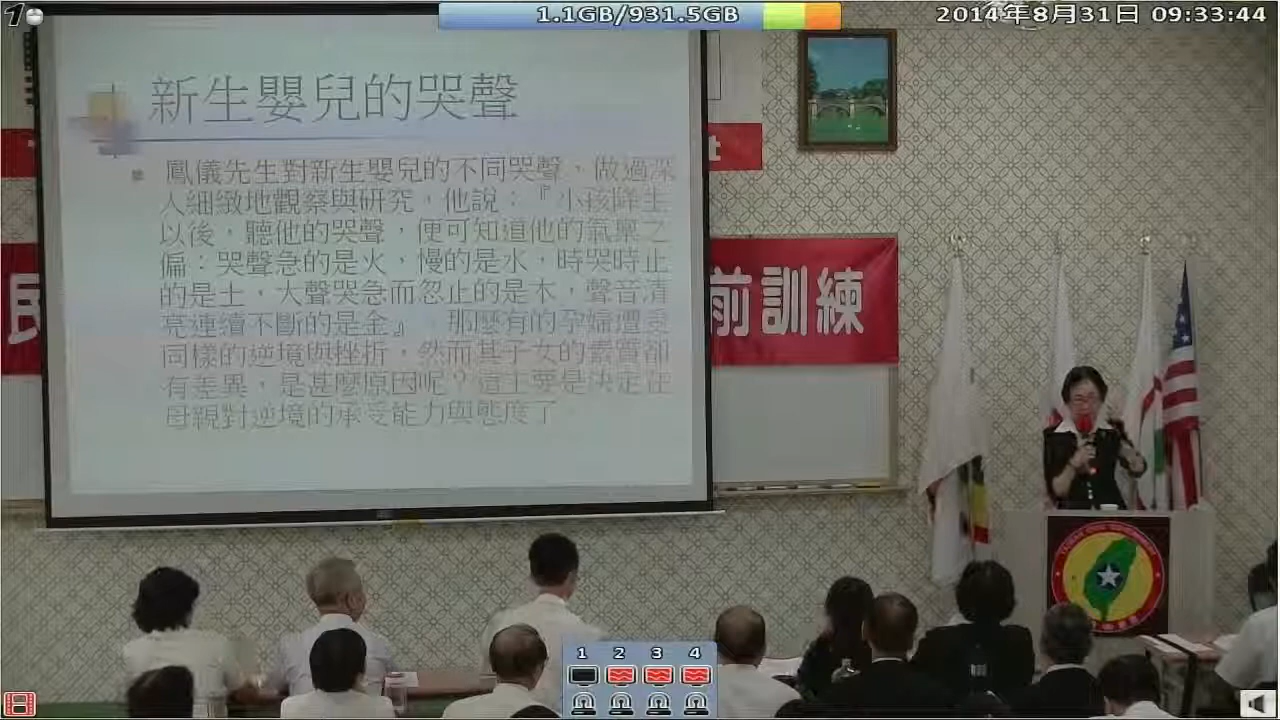 1
1.1GB/931.5GB
2014年8月31日 09:33:44
新生嬰兒的哭聲
鳳儀先生對新生嬰兒的不同哭聲，做過深
入細緻地觀察與研究，他說：『小孩降生
以後，聽他的哭聲，便可知道他的氣稟之
偏：哭聲急的是火，慢的是水，時哭時止
的是土，大聲哭急而忽止的是木，聲音清
亮連續不斷的是金』。那麼有的孕婦遭受
同樣的逆境與挫折，然而其子女的素質卻
有差異，是甚麼原因呢？這主要是決定在
母親對逆境的承受能力與態度了
t
民
前訓練
1 2 3 4